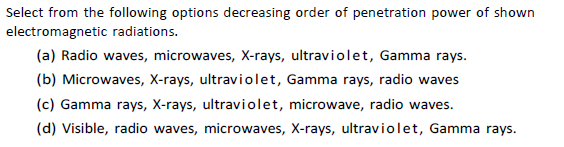 Select from the following options decreasing order of penetration power of shown
electromagnetic radiations.
(a) Radio waves, microwaves, X-rays, ultraviolet, Gamma rays.
(b) Microwaves, X-rays, ultraviolet, Gamma rays, radio waves
(c) Gamma rays, X-rays, ultraviolet, microwave, radio waves.
(d) Visible, radio waves, microwaves, X-rays, ultraviolet, Gamma rays.